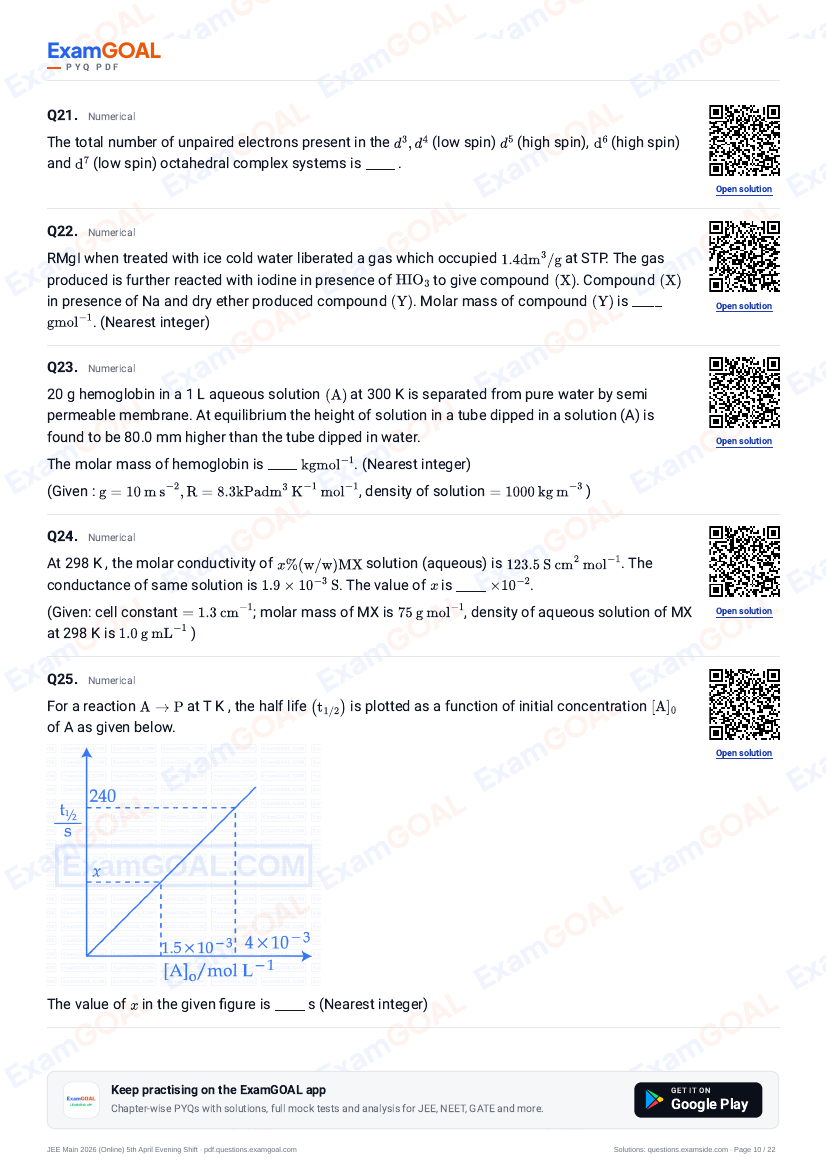 ExamGOAL
PYQ PDF
Q21. Numerical
The total number of unpaired electrons present in the d³, d⁴ (low spin) d⁵ (high spin), d⁶ (high spin)
and d⁷ (low spin) octahedral complex systems is ____ .
Open solution
Q22. Numerical
RMgI when treated with ice cold water liberated a gas which occupied 1.4dm³/g at STP. The gas
produced is further reacted with iodine in presence of HIO₃ to give compound (X). Compound (X)
in presence of Na and dry ether produced compound (Y). Molar mass of compound (Y) is ____
gmol⁻¹. (Nearest integer)
Open solution
Q23. Numerical
20 g hemoglobin in a 1 L aqueous solution (A) at 300 K is separated from pure water by semi
permeable membrane. At equilibrium the height of solution in a tube dipped in a solution (A) is
found to be 80.0 mm higher than the tube dipped in water.
The molar mass of hemoglobin is ____ kgmol⁻¹. (Nearest integer)
(Given : g = 10 m s⁻², R = 8.3kPadm³ K⁻¹ mol⁻¹, density of solution = 1000 kg m⁻³ )
Open solution
Q24. Numerical
At 298 K , the molar conductivity of x%(w/w)MX solution (aqueous) is 123.5 S cm² mol⁻¹. The
conductance of same solution is 1.9 × 10⁻³ S. The value of x is ____ ×10⁻².
(Given: cell constant = 1.3 cm⁻¹; molar mass of MX is 75 g mol⁻¹, density of aqueous solution of MX
at 298 K is 1.0 g mL⁻¹ )
Open solution
Q25. Numerical
For a reaction A → P at T K , the half life (t₁/₂) is plotted as a function of initial concentration [A]₀
of A as given below.
Open solution
240
t½/s
x
ExamGOAL.COM
1.5×10⁻³ 4×10⁻³
[A]₀/mol L⁻¹
The value of x in the given figure is ____ s (Nearest integer)
Keep practising on the ExamGOAL app
Chapter-wise PYQs with solutions, full mock tests and analysis for JEE, NEET, GATE and more.
GET IT ON
Google Play
JEE Main 2026 (Online) 5th April Evening Shift · pdf.questions.examgoal.com
Solutions: questions.examside.com · Page 10 / 22